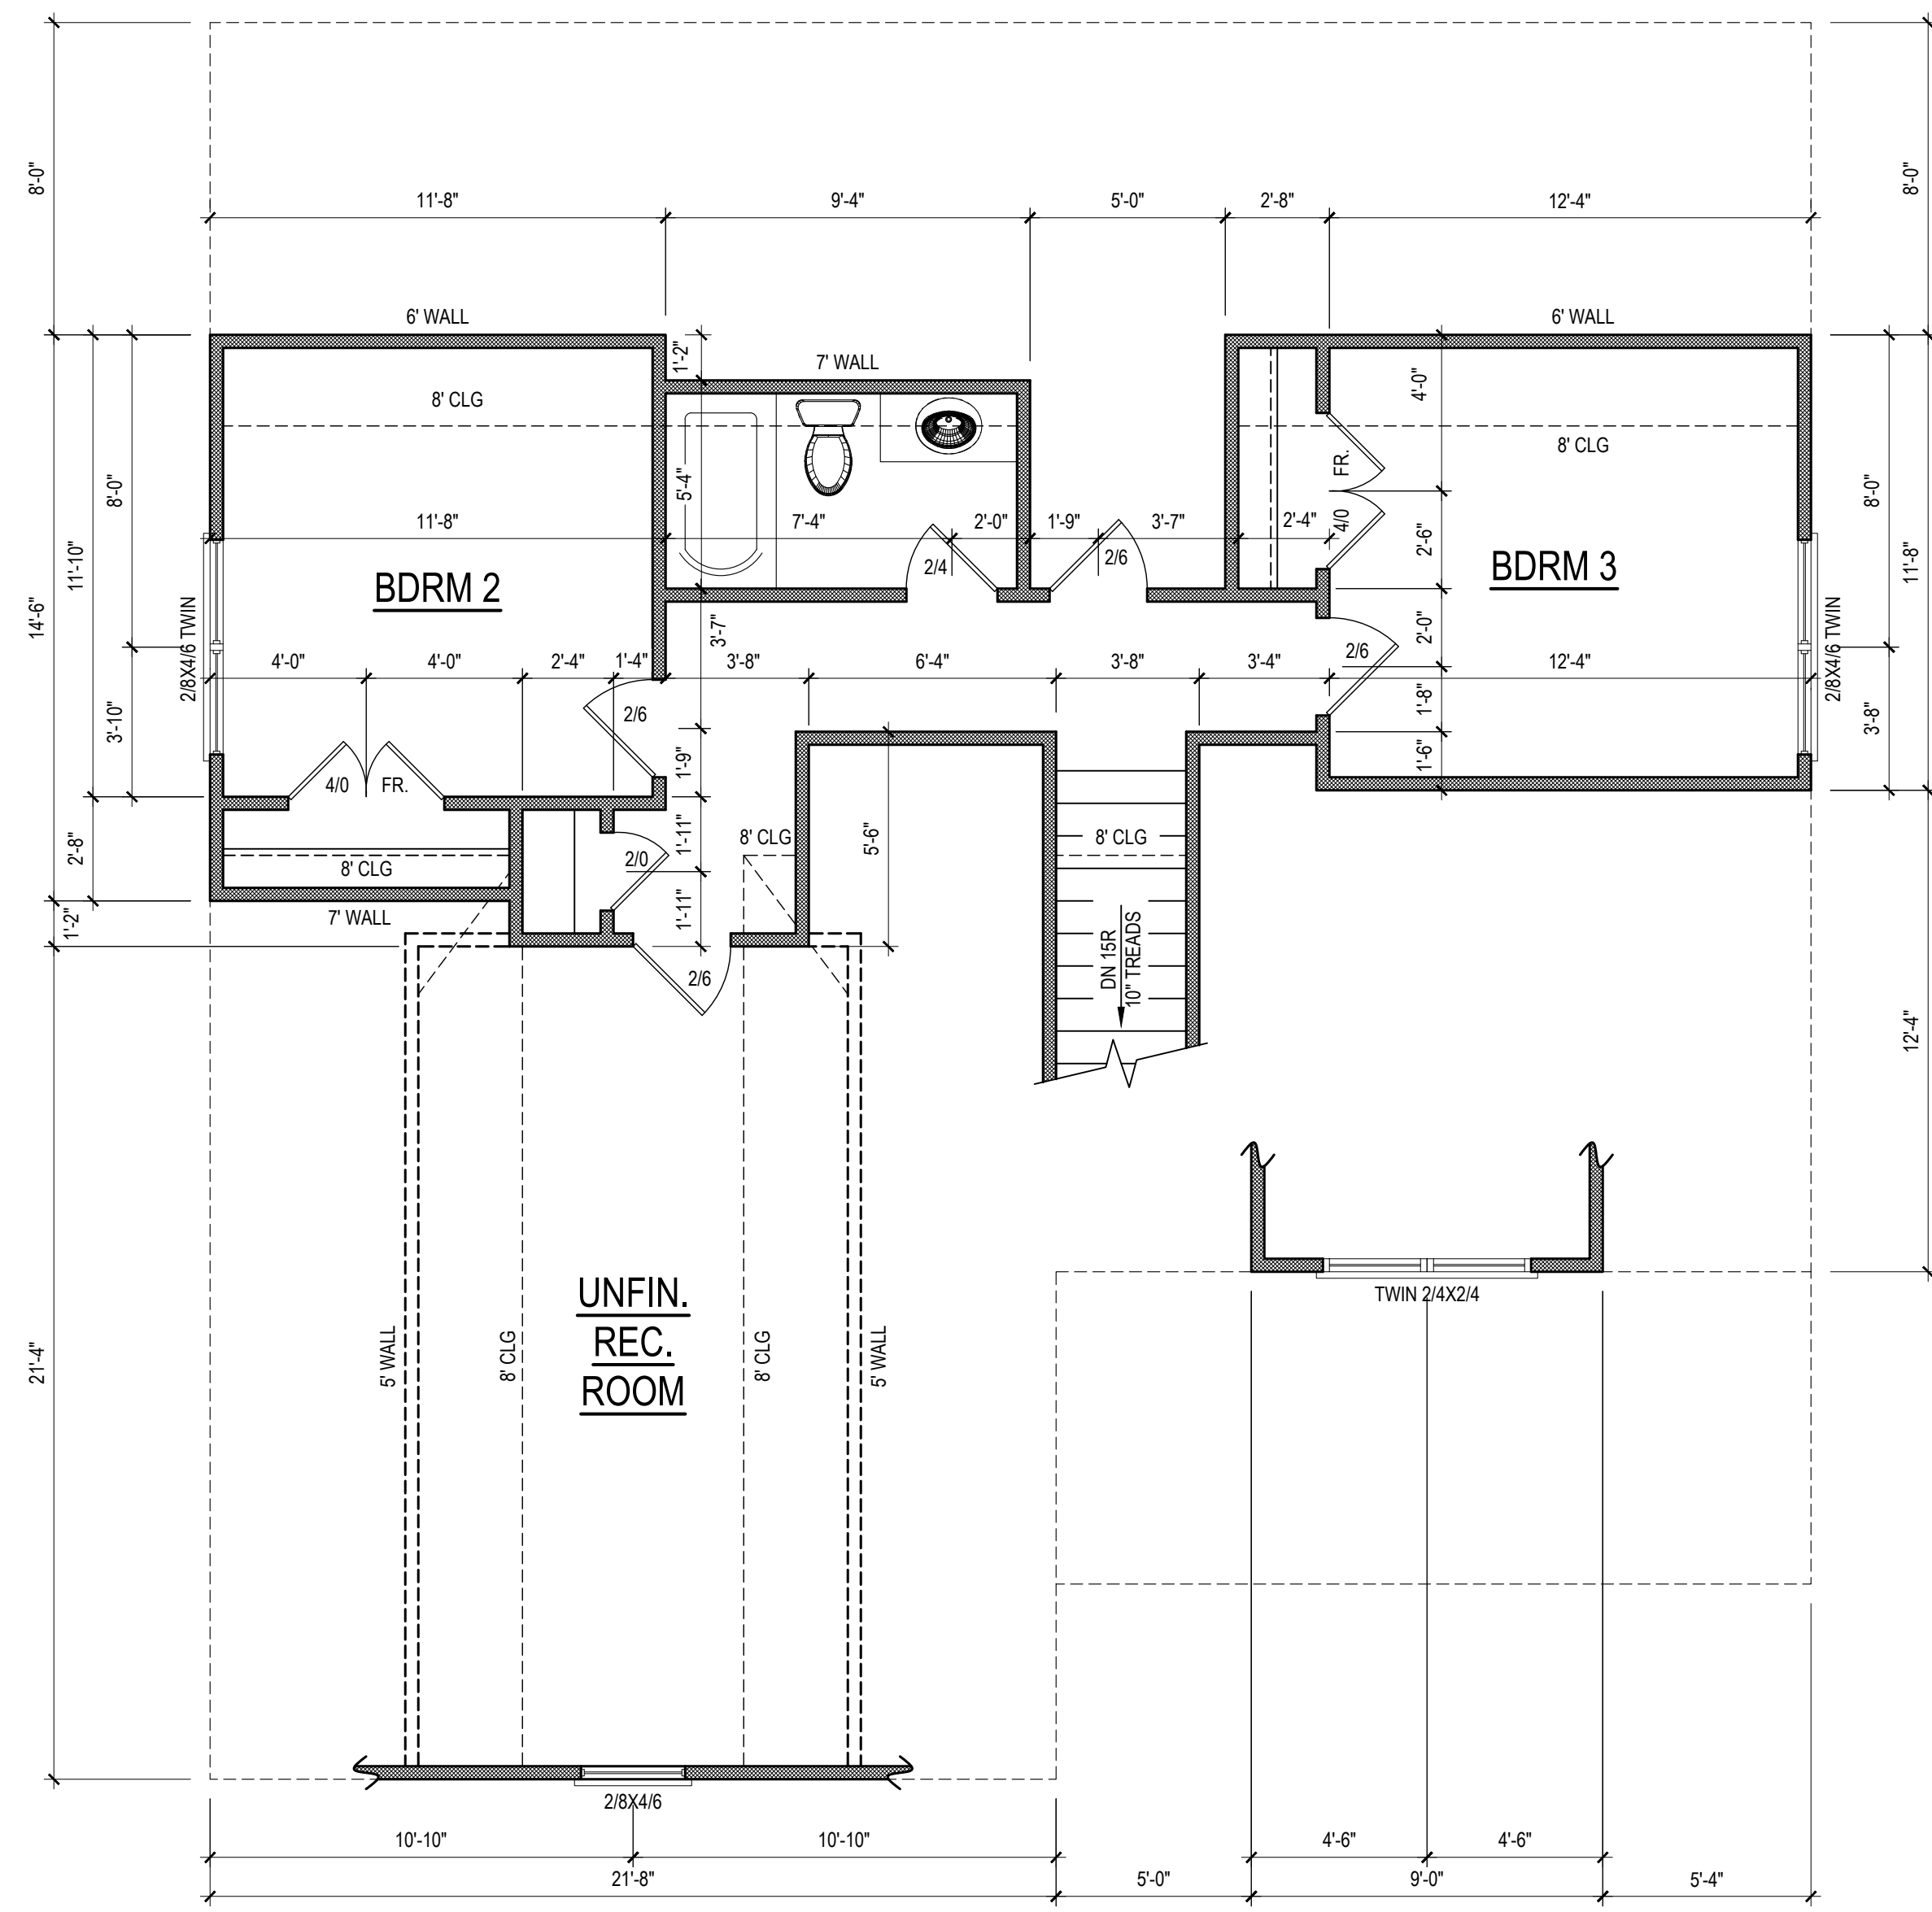 8'-0"
8'-0"
11'-8"
9'-4"
5'-0"
2'-8"
12'-4"
6' WALL
6' WALL
1'-2"
7' WALL
4'-0"
8' CLG
8' CLG
FR.
4/0
5'-4"
8'-0"
8'-0"
11'-8"
7'-4"
2'-0"
1'-9"
3'-7"
2'-4"
2'-6"
2/4
2/6
11'-10"
11'-8"
BDRM 2
BDRM 3
14'-6"
2/8X4/6 TWIN
3'-7"
2'-0"
2/8X4/6 TWIN
2/6
4'-0"
4'-0"
2'-4"
1'-4"
3'-8"
6'-4"
3'-8"
3'-4"
12'-4"
3'-10"
2/6
1'-8"
3'-8"
1'-9"
1'-6"
4/0
FR.
2'-8"
1'-11"
8' CLG
5'-6"
8' CLG
2/0
8' CLG
1'-2"
7' WALL
1'-11"
DN 15R
10" TREADS
2/6
12'-4"
UNFIN.
REC.
ROOM
TWIN 2/4X2/4
21'-4"
5' WALL
8' CLG
8' CLG
5' WALL
2/8X4/6
10'-10"
10'-10"
4'-6"
4'-6"
21'-8"
5'-0"
9'-0"
5'-4"